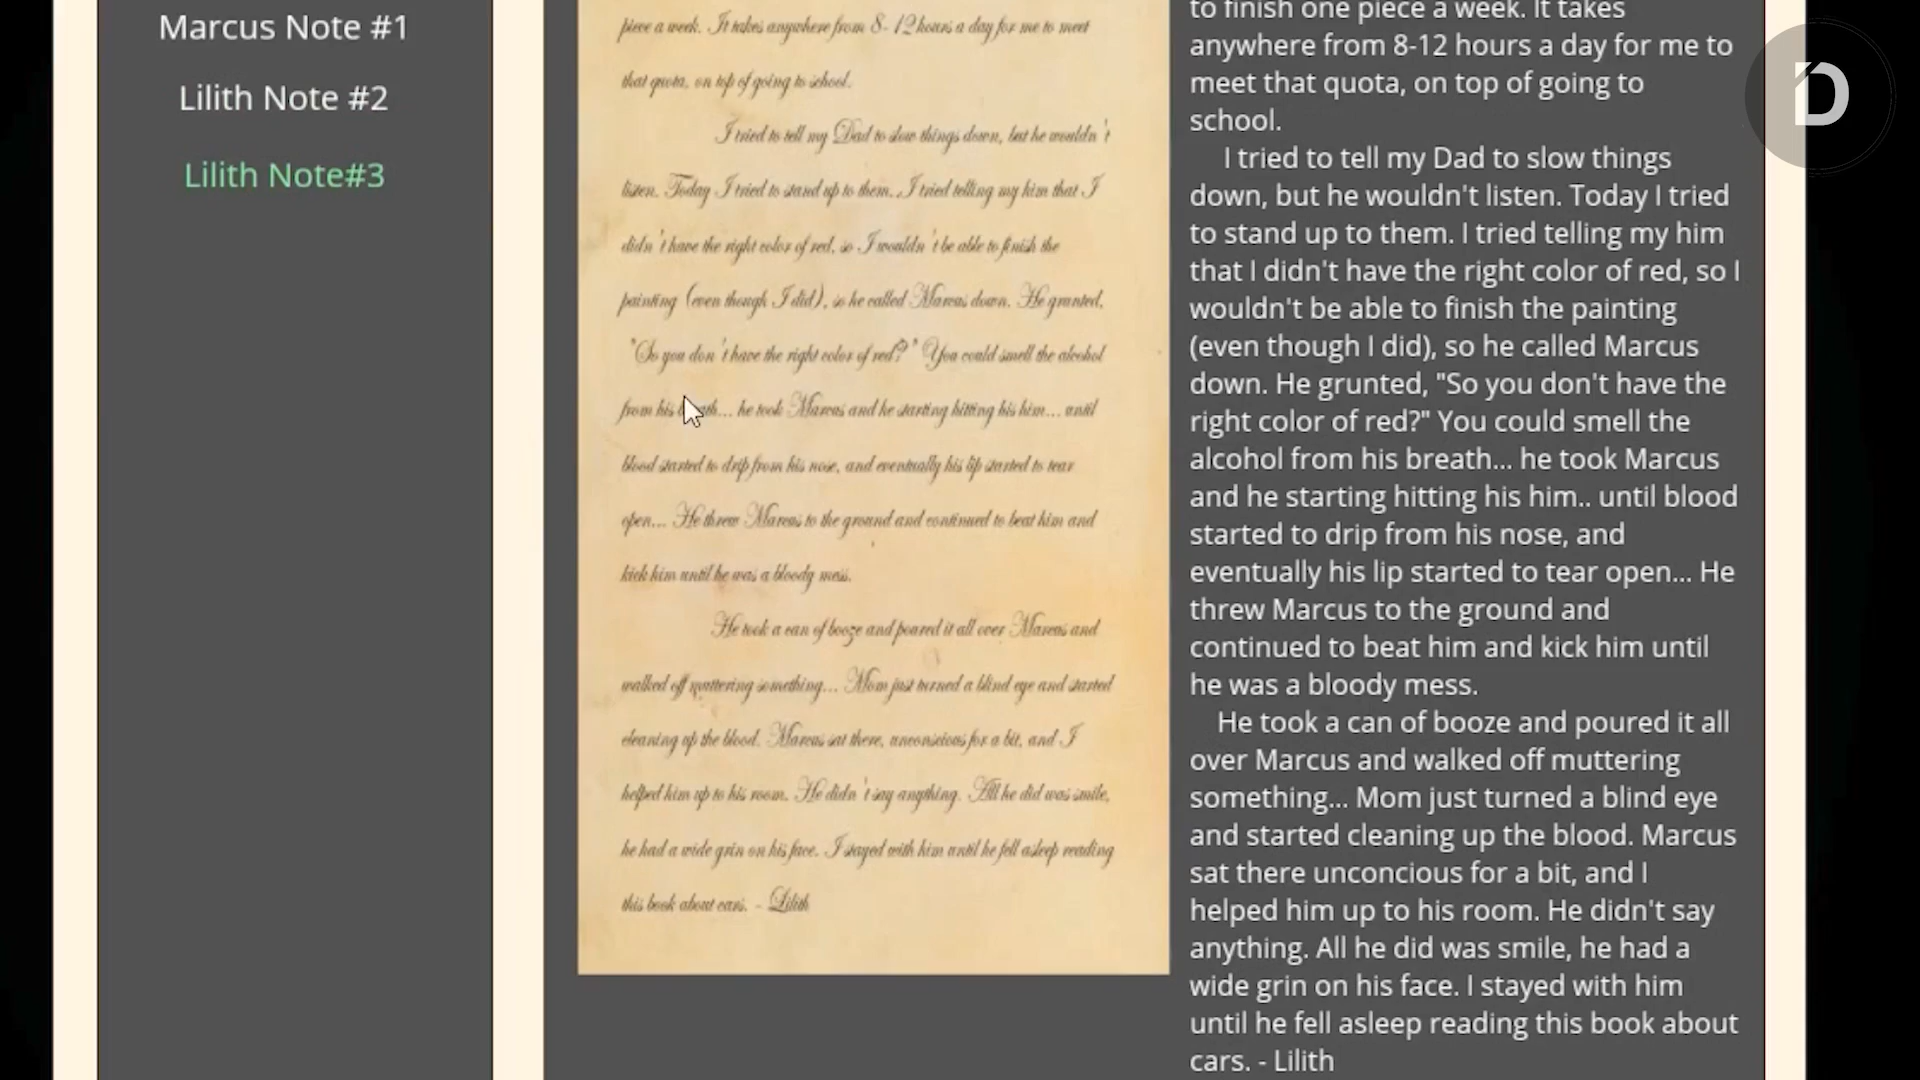 Marcus Note #1
Lilith Note #2
Lilith Note#3
piece a week. It takes anywhere from 8-12 hours a day for me to meet
that quota, on top of going to school.
I tried to tell my Dad to slow things down, but he wouldn't
listen. Today I tried to stand up to them. I tried telling my him that I
didn't have the right color of red, so I wouldn't be able to finish the
painting (even though I did), so he called Marcus down. He grunted,
"So you don't have the right color of red?" You could smell the alcohol
from his breath... he took Marcus and he starting hitting his him... until
blood started to drip from his nose, and eventually his lip started to tear
open... He threw Marcus to the ground and continued to beat him and
kick him until he was a bloody mess.
He took a can of booze and poured it all over Marcus and
walked off muttering something... Mom just turned a blind eye and started
cleaning up the blood. Marcus sat there, unconscious for a bit, and I
helped him up to his room. He didn't say anything. All he did was smile,
he had a wide grin on his face. I stayed with him until he fell asleep reading
this book about cars. - Lilith
to finish one piece a week. It takes
anywhere from 8-12 hours a day for me to
meet that quota, on top of going to
school.
I tried to tell my Dad to slow things
down, but he wouldn't listen. Today I tried
to stand up to them. I tried telling my him
that I didn't have the right color of red, so I
wouldn't be able to finish the painting
(even though I did), so he called Marcus
down. He grunted, "So you don't have the
right color of red?" You could smell the
alcohol from his breath... he took Marcus
and he starting hitting his him.. until blood
started to drip from his nose, and
eventually his lip started to tear open... He
threw Marcus to the ground and
continued to beat him and kick him until
he was a bloody mess.
He took a can of booze and poured it all
over Marcus and walked off muttering
something... Mom just turned a blind eye
and started cleaning up the blood. Marcus
sat there unconcious for a bit, and I
helped him up to his room. He didn't say
anything. All he did was smile, he had a
wide grin on his face. I stayed with him
until he fell asleep reading this book about
cars. - Lilith
D